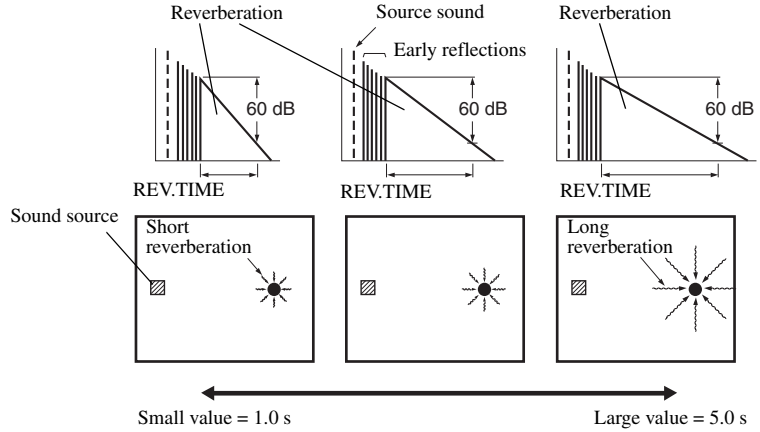 Reverberation
Source sound
Reverberation
Early reflections
60 dB
60 dB
60 dB
REV.TIME
REV.TIME
REV.TIME
Sound source
Short
reverberation
Long
reverberation
Small value = 1.0 s
Large value = 5.0 s